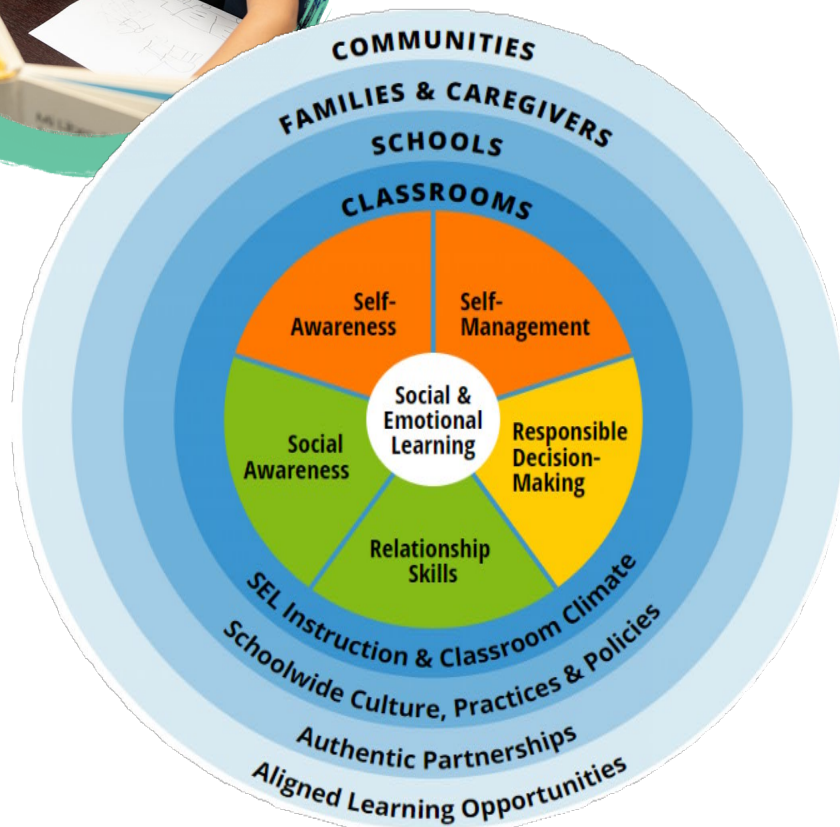 COMMUNITIES
FAMILIES & CAREGIVERS
SCHOOLS
CLASSROOMS
Self-
Awareness
Self-
Management
Social &
Emotional
Learning
Social
Awareness
Responsible
Decision-
Making
Relationship
Skills
SEL Instruction & Classroom Climate
Schoolwide Culture, Practices & Policies
Authentic Partnerships
Aligned Learning Opportunities